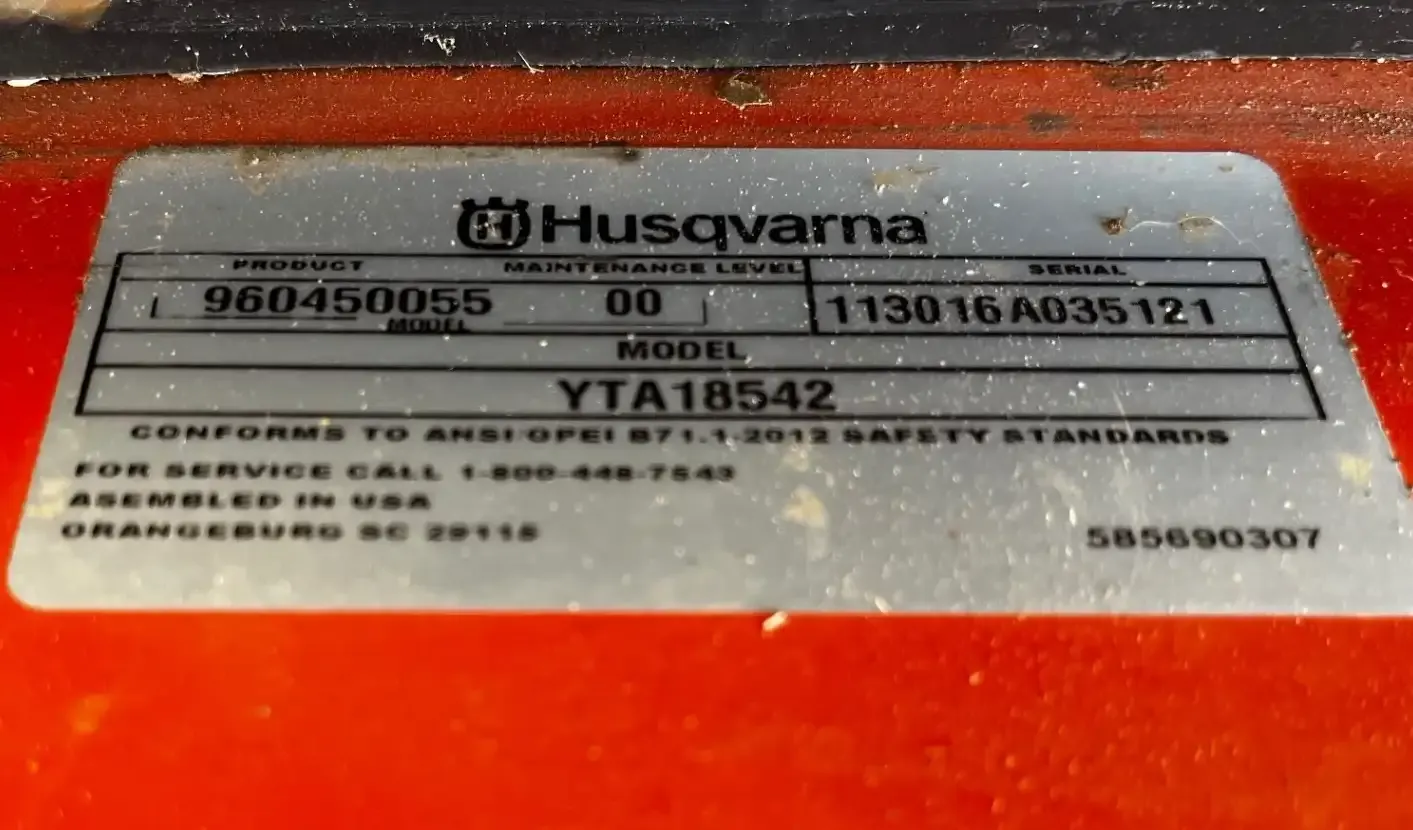 Husqvarna
PRODUCT MAINTENANCE LEVEL SERIAL
960450055 00 113016A035121
MODEL
MODEL
YTA18542
CONFORMS TO ANSI OPEI B71.1-2012 SAFETY STANDARDS
FOR SERVICE CALL 1-800-448-7543
ASEMBLED IN USA
ORANGEBURG SC 29115
585690307